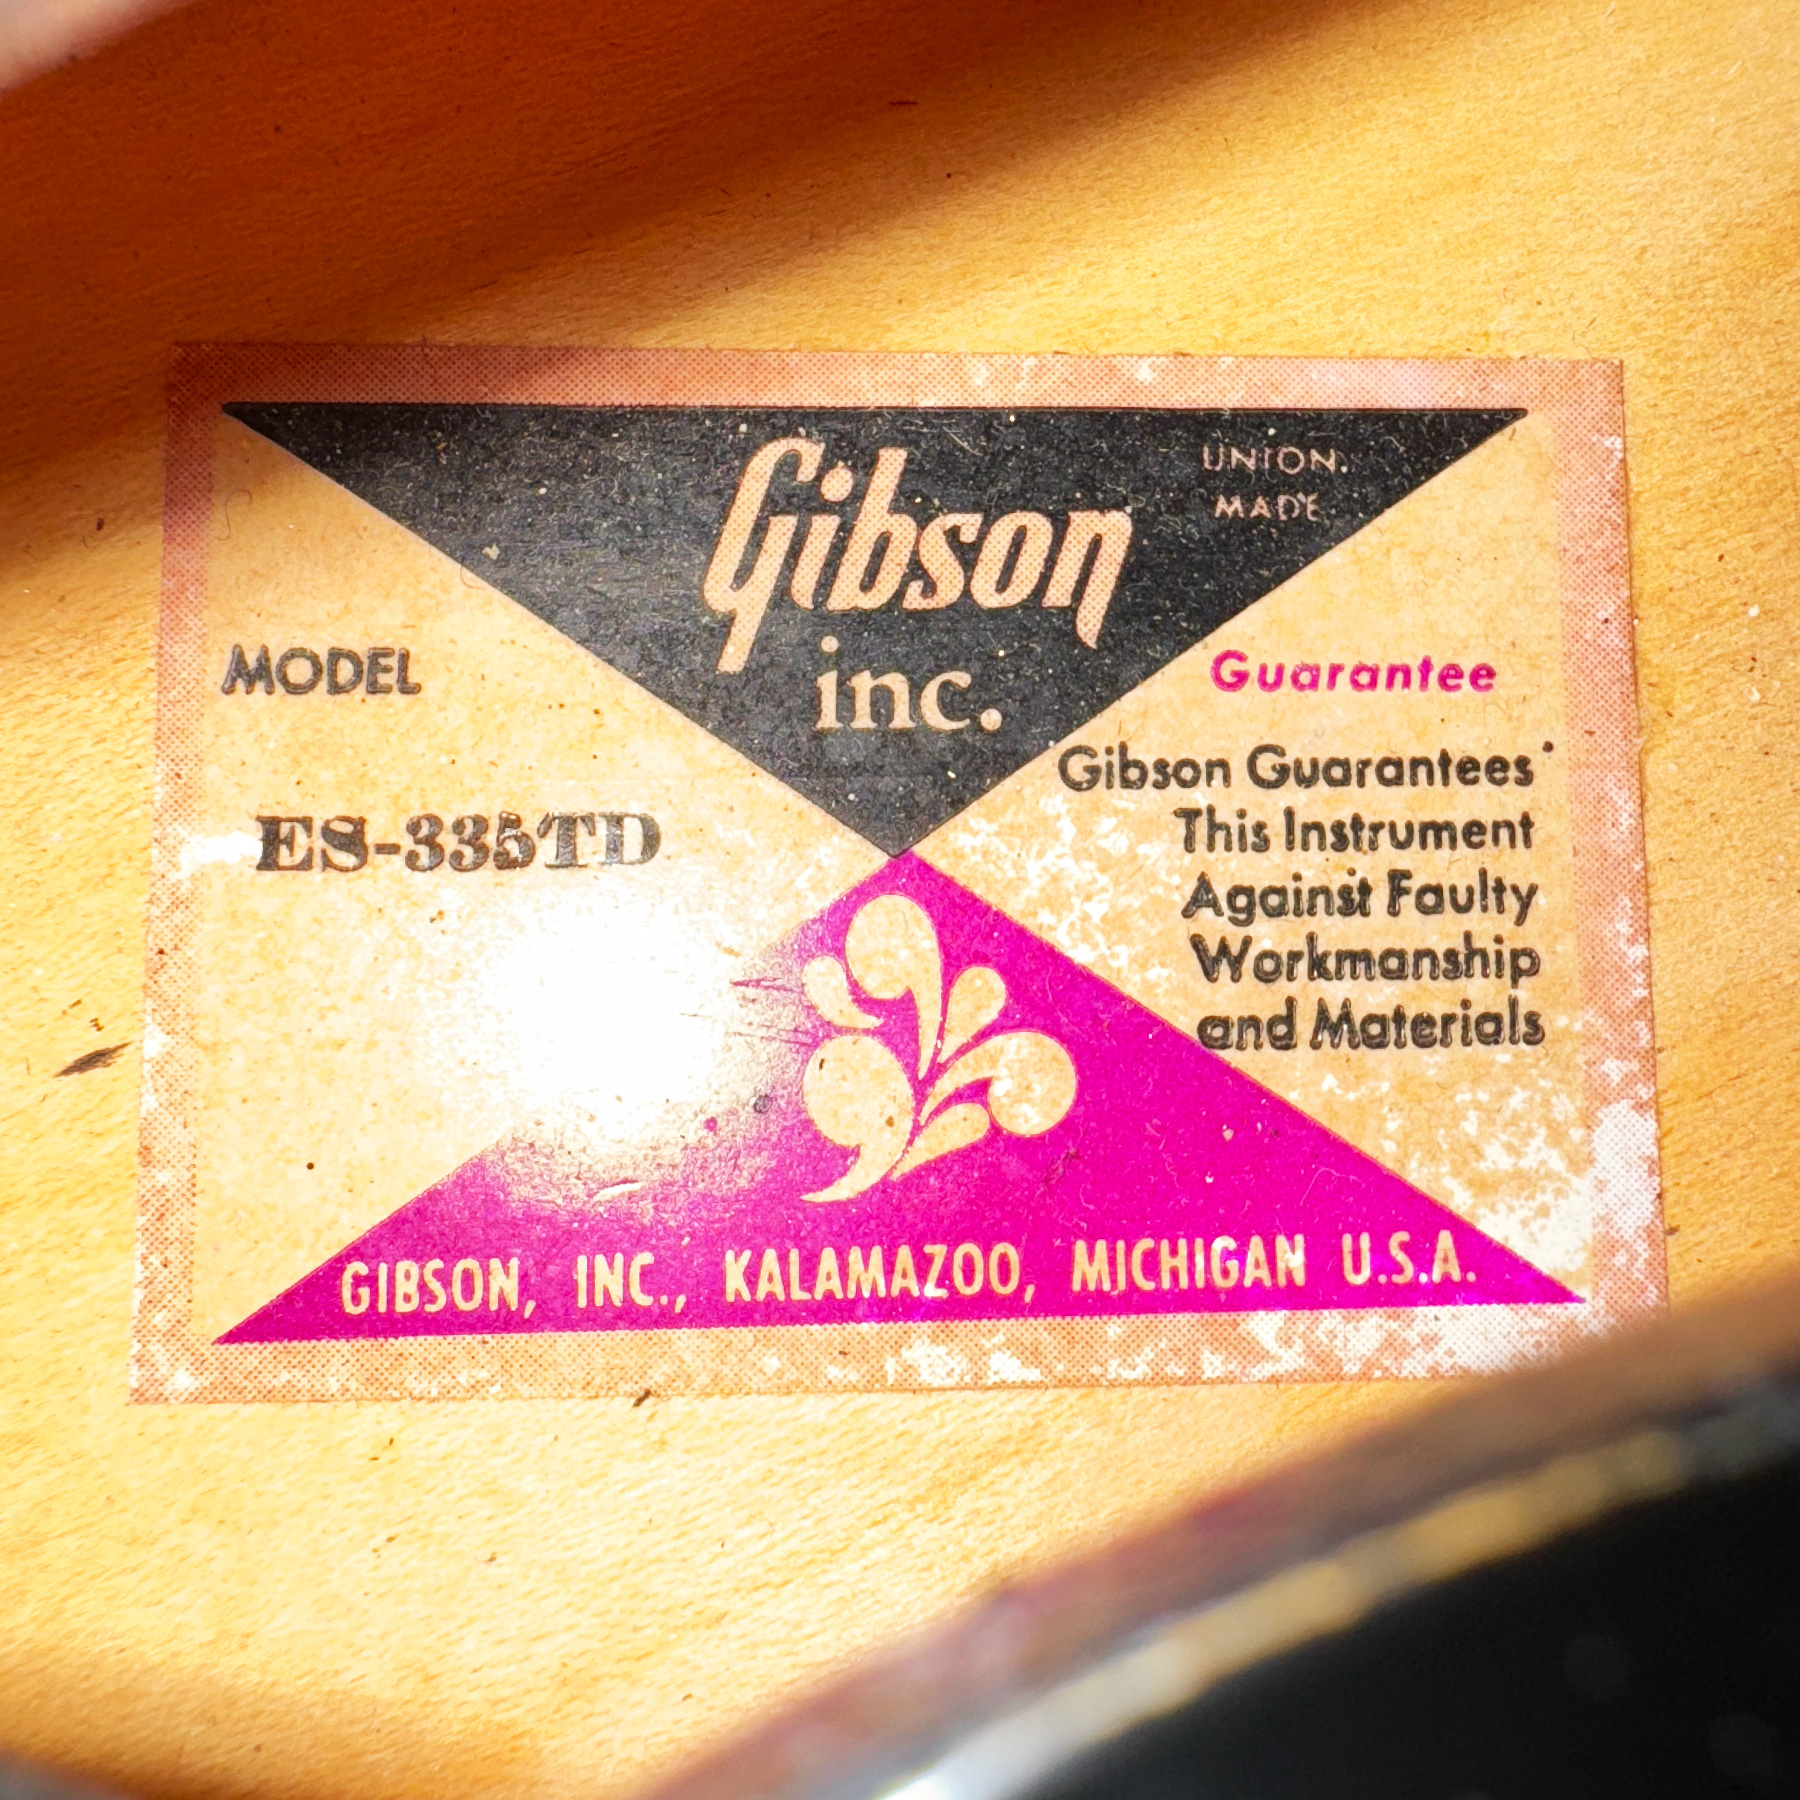 Gibson
inc.
UNION
MADE
MODEL
ES-335TD
Guarantee
Gibson Guarantees
This Instrument
Against Faulty
Workmanship
and Materials
GIBSON, INC., KALAMAZOO, MICHIGAN U.S.A.